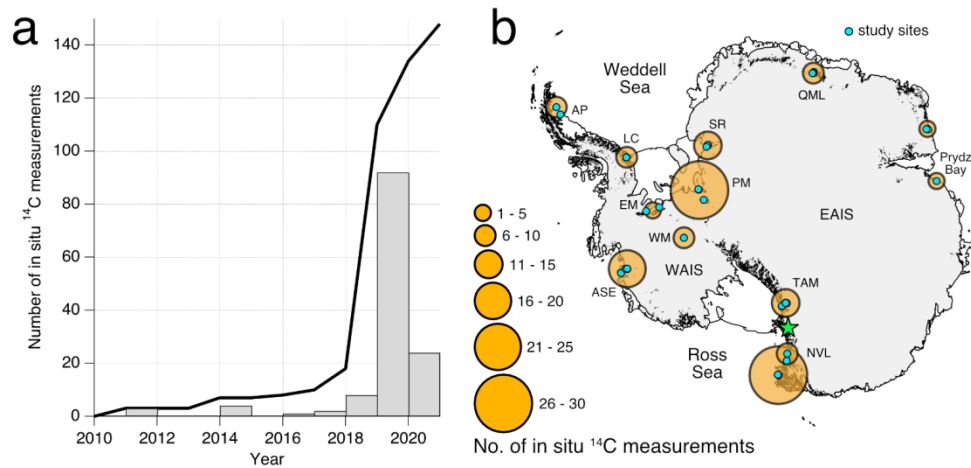 a
Number of in situ ¹⁴C measurements
140
120
100
80
60
40
20
0
2010 2012 2014 2016 2018 2020
Year
b
study sites
Weddell
Sea
QML
AP
SR
LC
Prydz
Bay
PM
EM
EAIS
WM
WAIS
ASE
TAM
Ross
Sea
NVL
1 - 5
6 - 10
11 - 15
16 - 20
21 - 25
26 - 30
No. of in situ ¹⁴C measurements